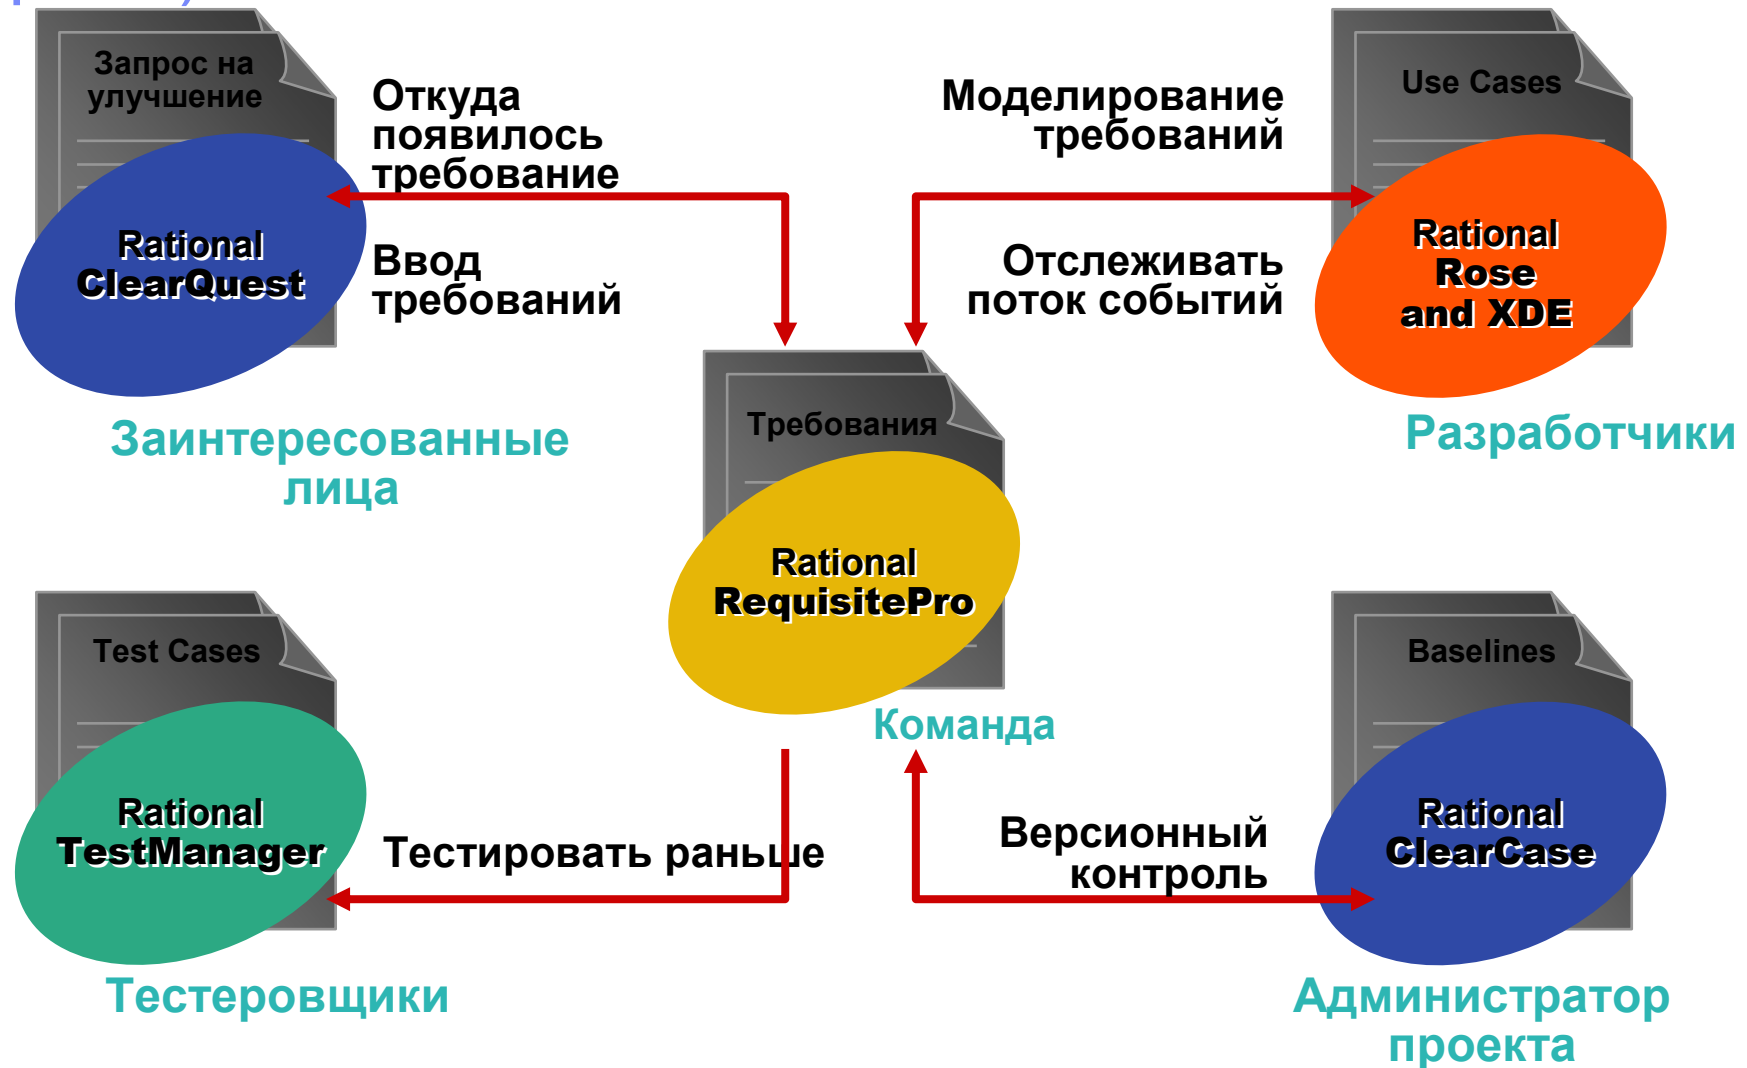 Запрос на
улучшение
Откуда
появилось
требование
Rational
ClearQuest
Ввод
требований
Заинтересованные
лица
Моделирование
требований
Use Cases
Отслеживать
поток событий
Rational
Rose
and XDE
Разработчики
Требования
Rational
RequisitePro
Команда
Test Cases
Rational
TestManager
Тестировать раньше
Тестеровщики
Baselines
Версионный
контроль
Rational
ClearCase
Администратор
проекта